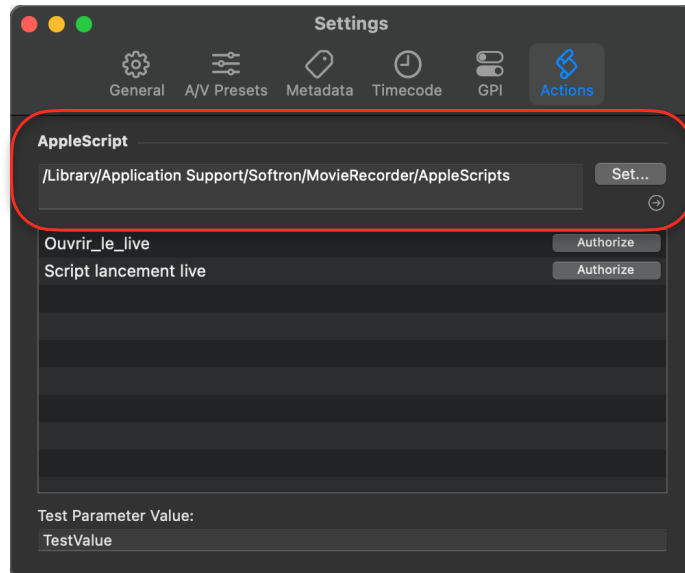 Settings
General A/V Presets Metadata Timecode GPI Actions
AppleScript
/Library/Application Support/Softron/MovieRecorder/AppleScripts Set...
Ouvrir_le_live Authorize
Script lancement live Authorize
Test Parameter Value:
TestValue